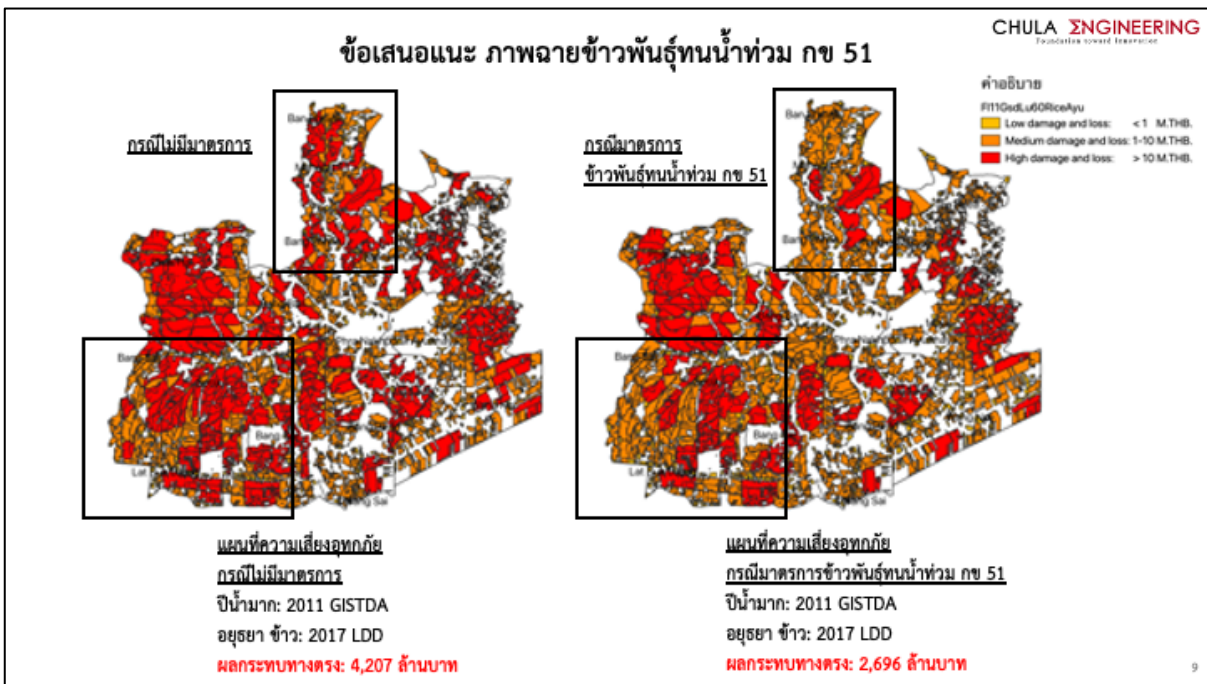 CHULA ΣNGINEERING
Foundation toward Innovation
ข้อเสนอแนะ ภาพฉายข้าวพันธุ์ทนน้ำท่วม กข 51
คำอธิบาย
Fl11GsdLu60RiceAyu
Low damage and loss: < 1 M.THB.
Medium damage and loss: 1-10 M.THB.
High damage and loss: > 10 M.THB.
กรณีไม่มีมาตรการ
กรณีมาตรการ
ข้าวพันธุ์ทนน้ำท่วม กข 51
แผนที่ความเสี่ยงอุทกภัย
กรณีไม่มีมาตรการ
ปีน้ำมาก: 2011 GISTDA
อยุธยา ข้าว: 2017 LDD
ผลกระทบทางตรง: 4,207 ล้านบาท
แผนที่ความเสี่ยงอุทกภัย
กรณีมาตรการข้าวพันธุ์ทนน้ำท่วม กข 51
ปีน้ำมาก: 2011 GISTDA
อยุธยา ข้าว: 2017 LDD
ผลกระทบทางตรง: 2,696 ล้านบาท
9